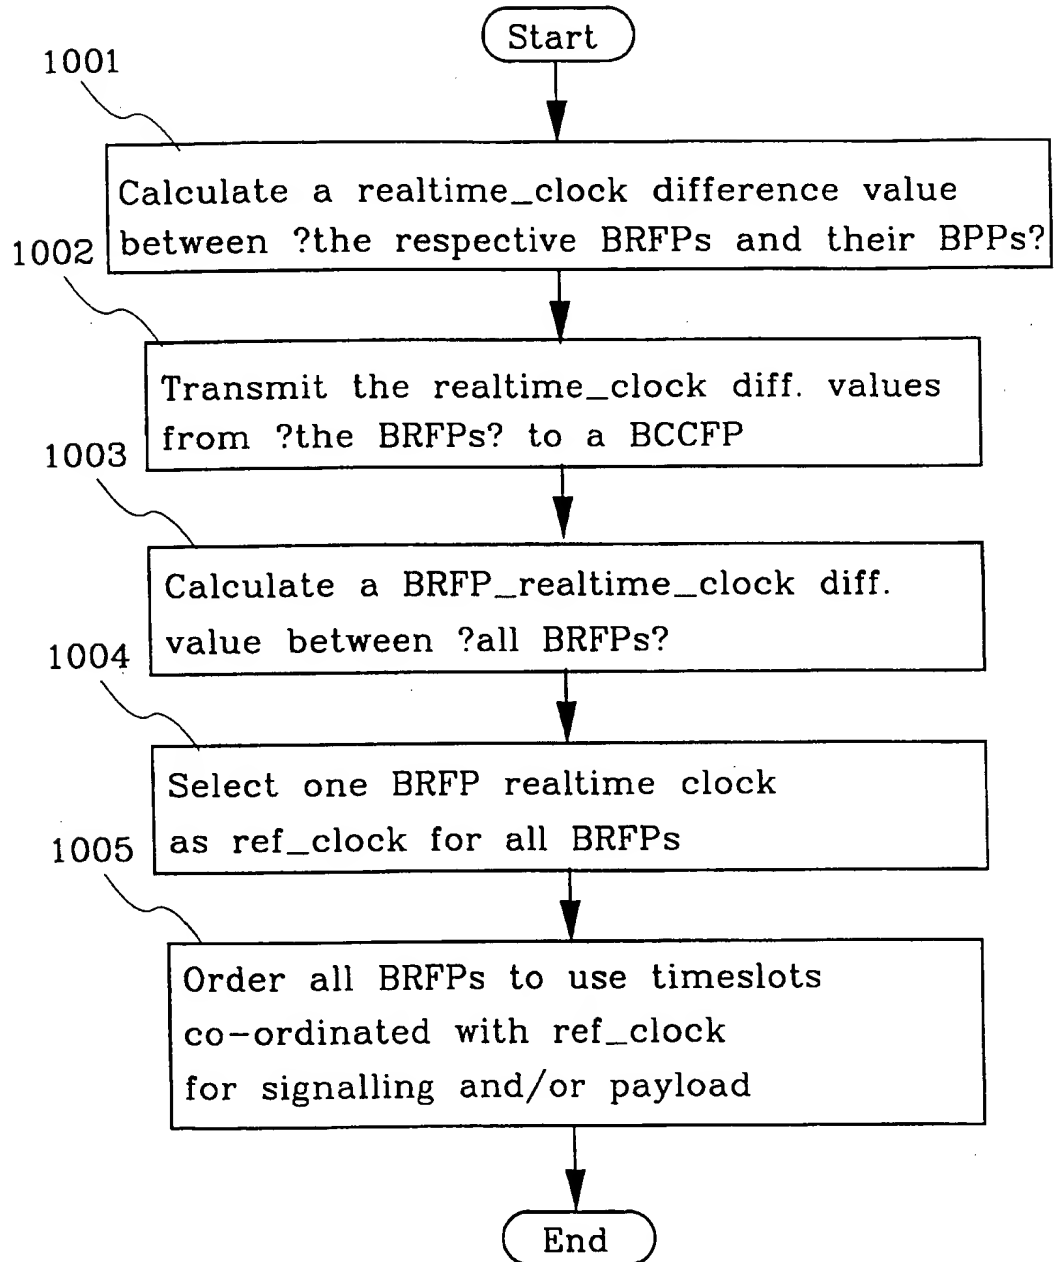 Start
1001
Calculate a realtime_clock difference value
between ?the respective BRFPs and their BPPs?
1002
Transmit the realtime_clock diff. values
from ?the BRFPs? to a BCCFP
1003
Calculate a BRFP_realtime_clock diff.
value between ?all BRFPs?
1004
Select one BRFP realtime clock
as ref_clock for all BRFPs
1005
Order all BRFPs to use timeslots
co-ordinated with ref_clock
for signalling and/or payload
End